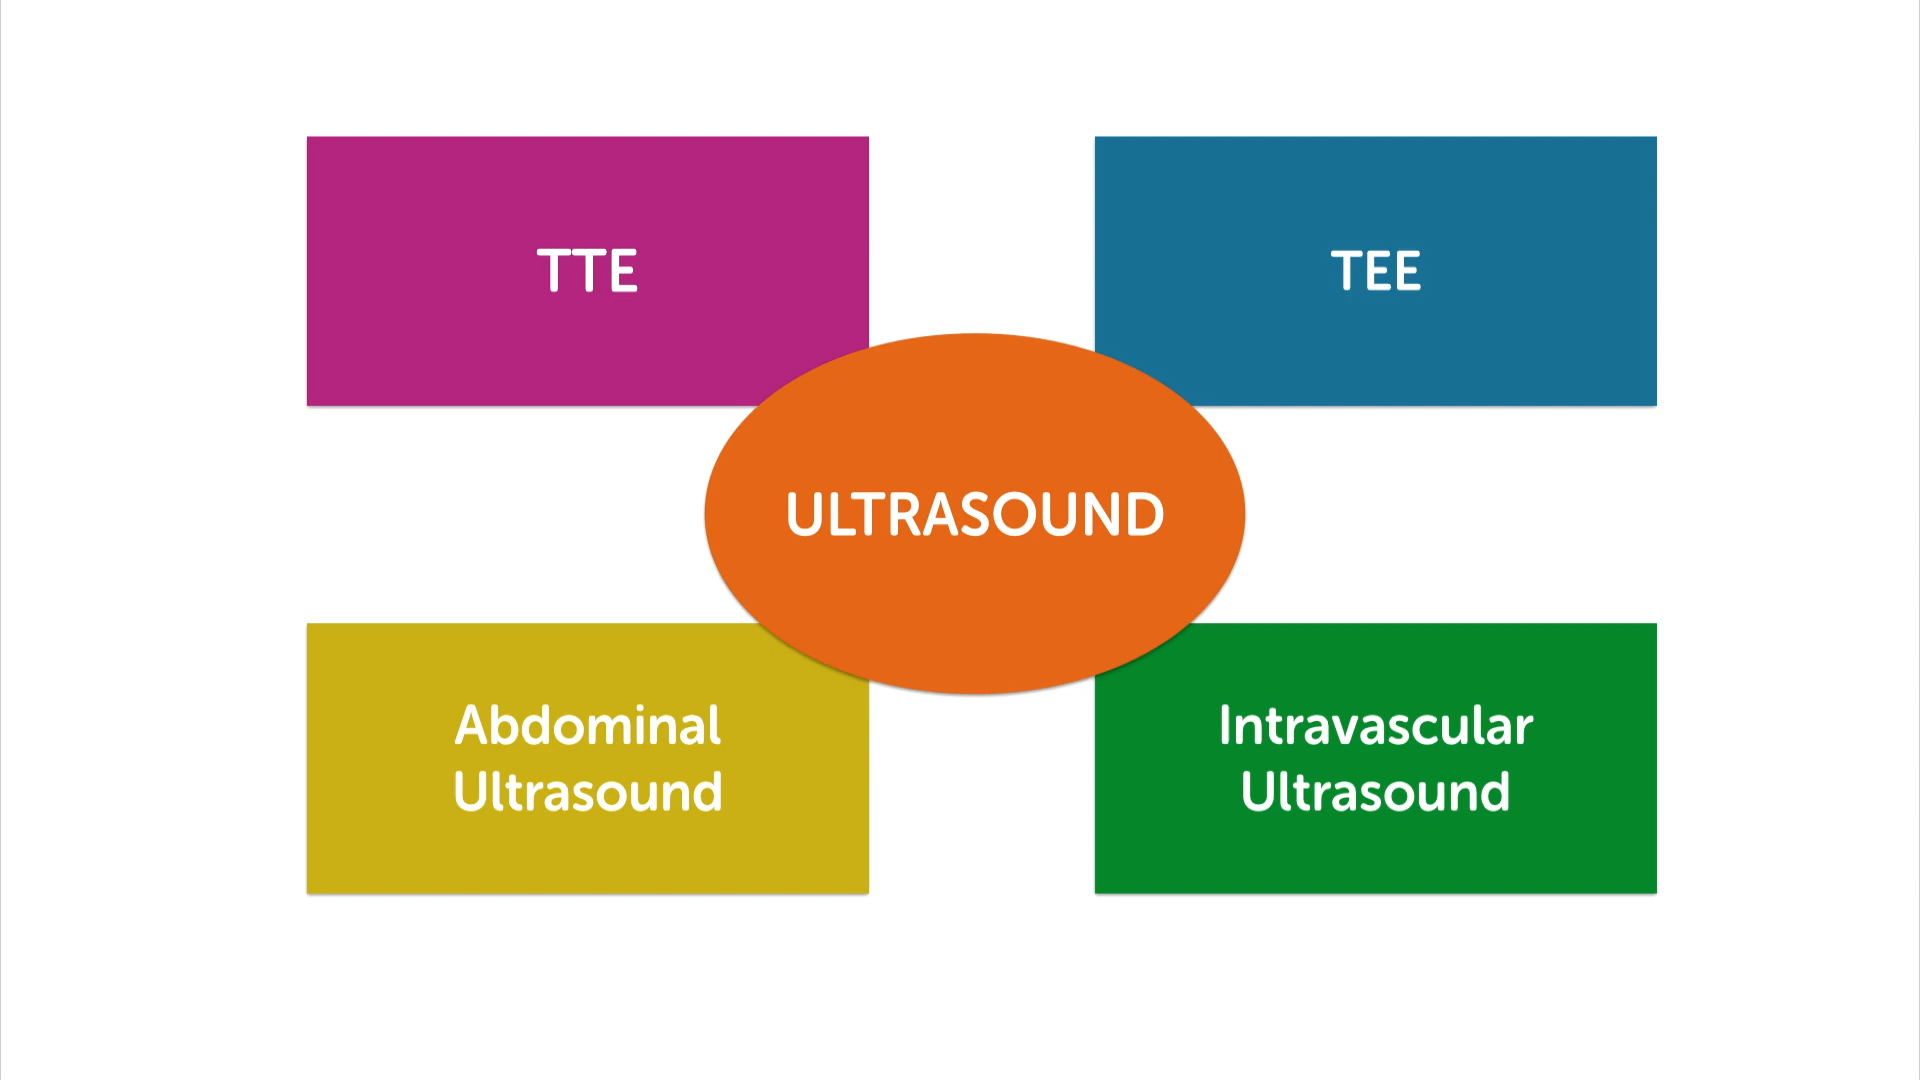 TTE
TEE
ULTRASOUND
Abdominal
Ultrasound
Intravascular
Ultrasound